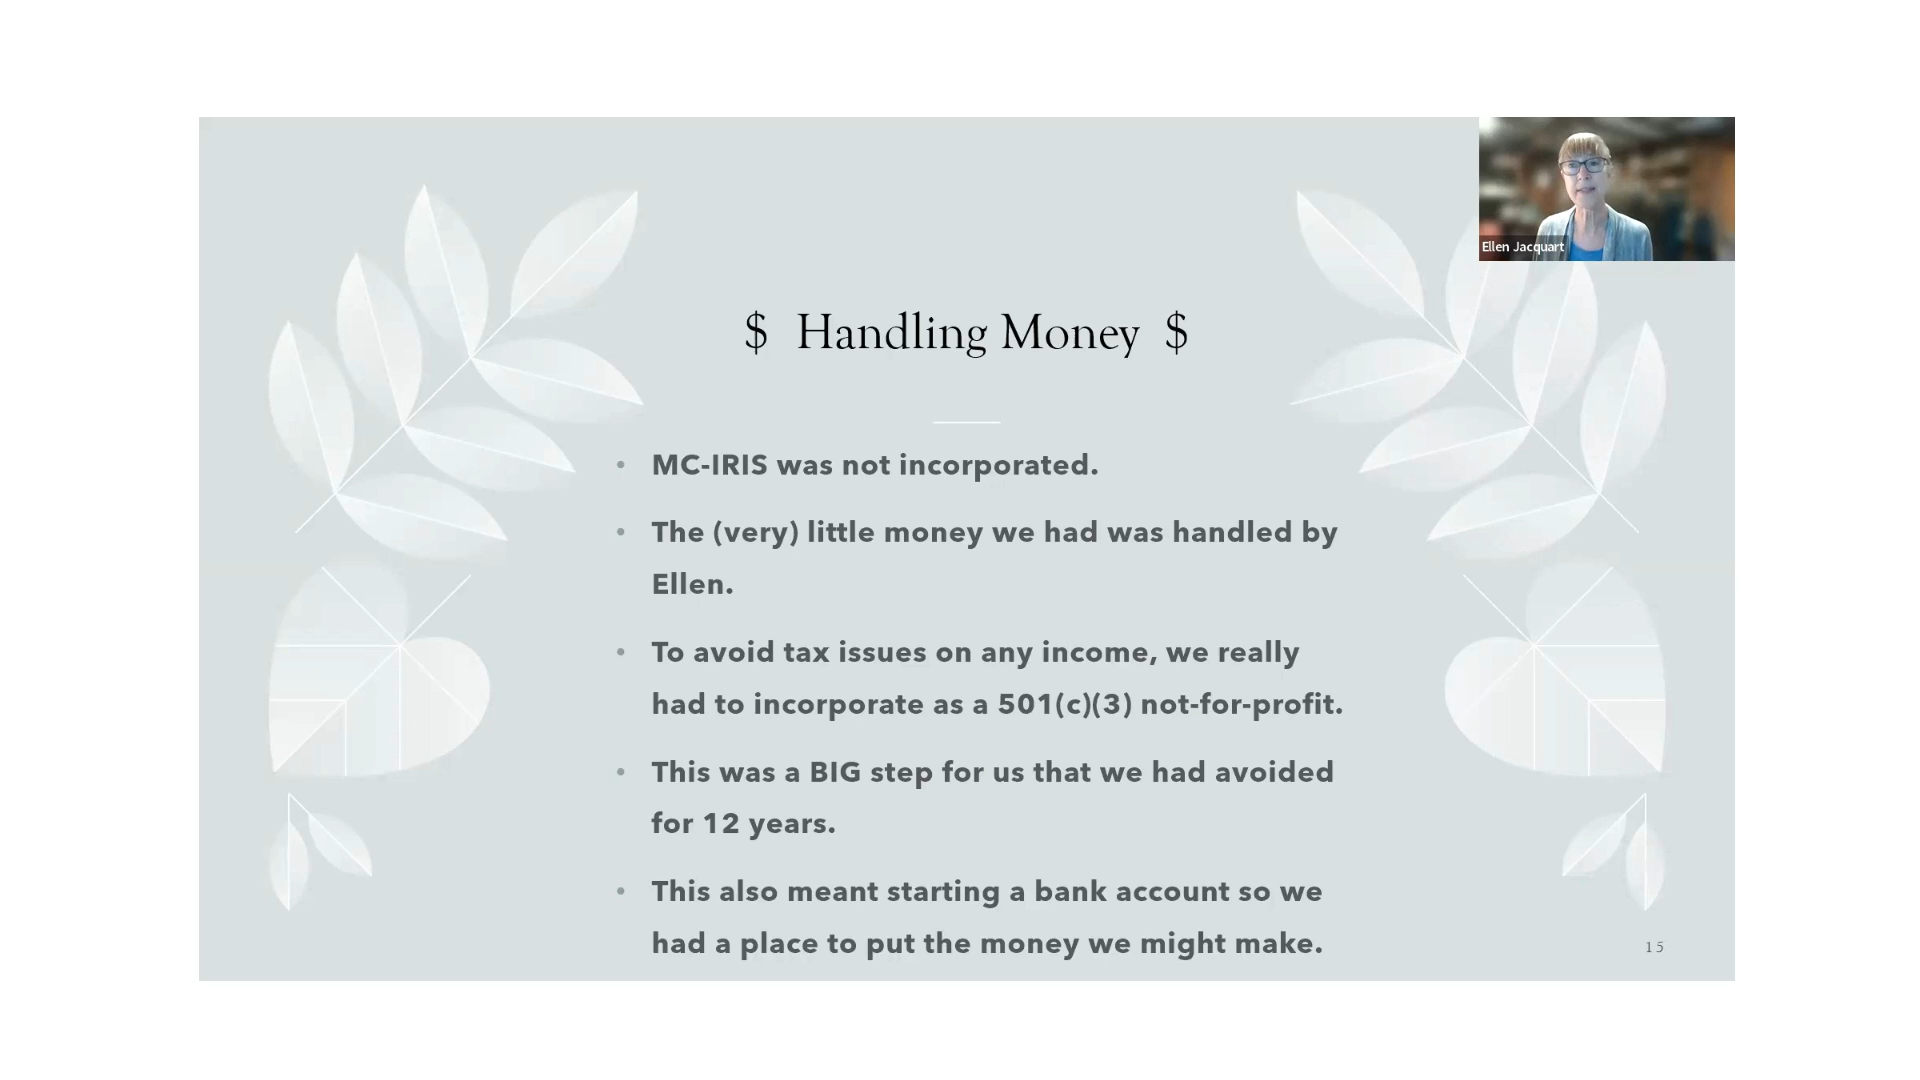 Ellen Jacquart
$ Handling Money $
• MC-IRIS was not incorporated.
• The (very) little money we had was handled by
Ellen.
• To avoid tax issues on any income, we really
had to incorporate as a 501(c)(3) not-for-profit.
• This was a BIG step for us that we had avoided
for 12 years.
• This also meant starting a bank account so we
had a place to put the money we might make.
15